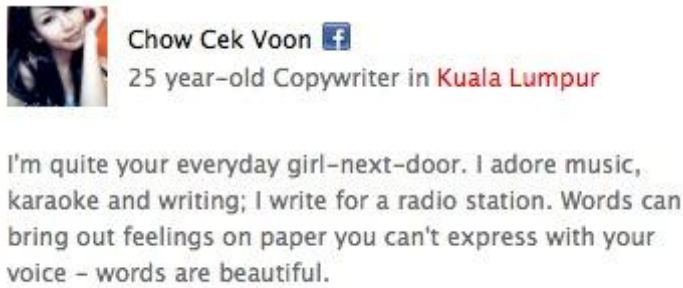 Chow Cek Voon
25 year-old Copywriter in Kuala Lumpur
I'm quite your everyday girl-next-door. I adore music,
karaoke and writing; I write for a radio station. Words can
bring out feelings on paper you can't express with your
voice - words are beautiful.